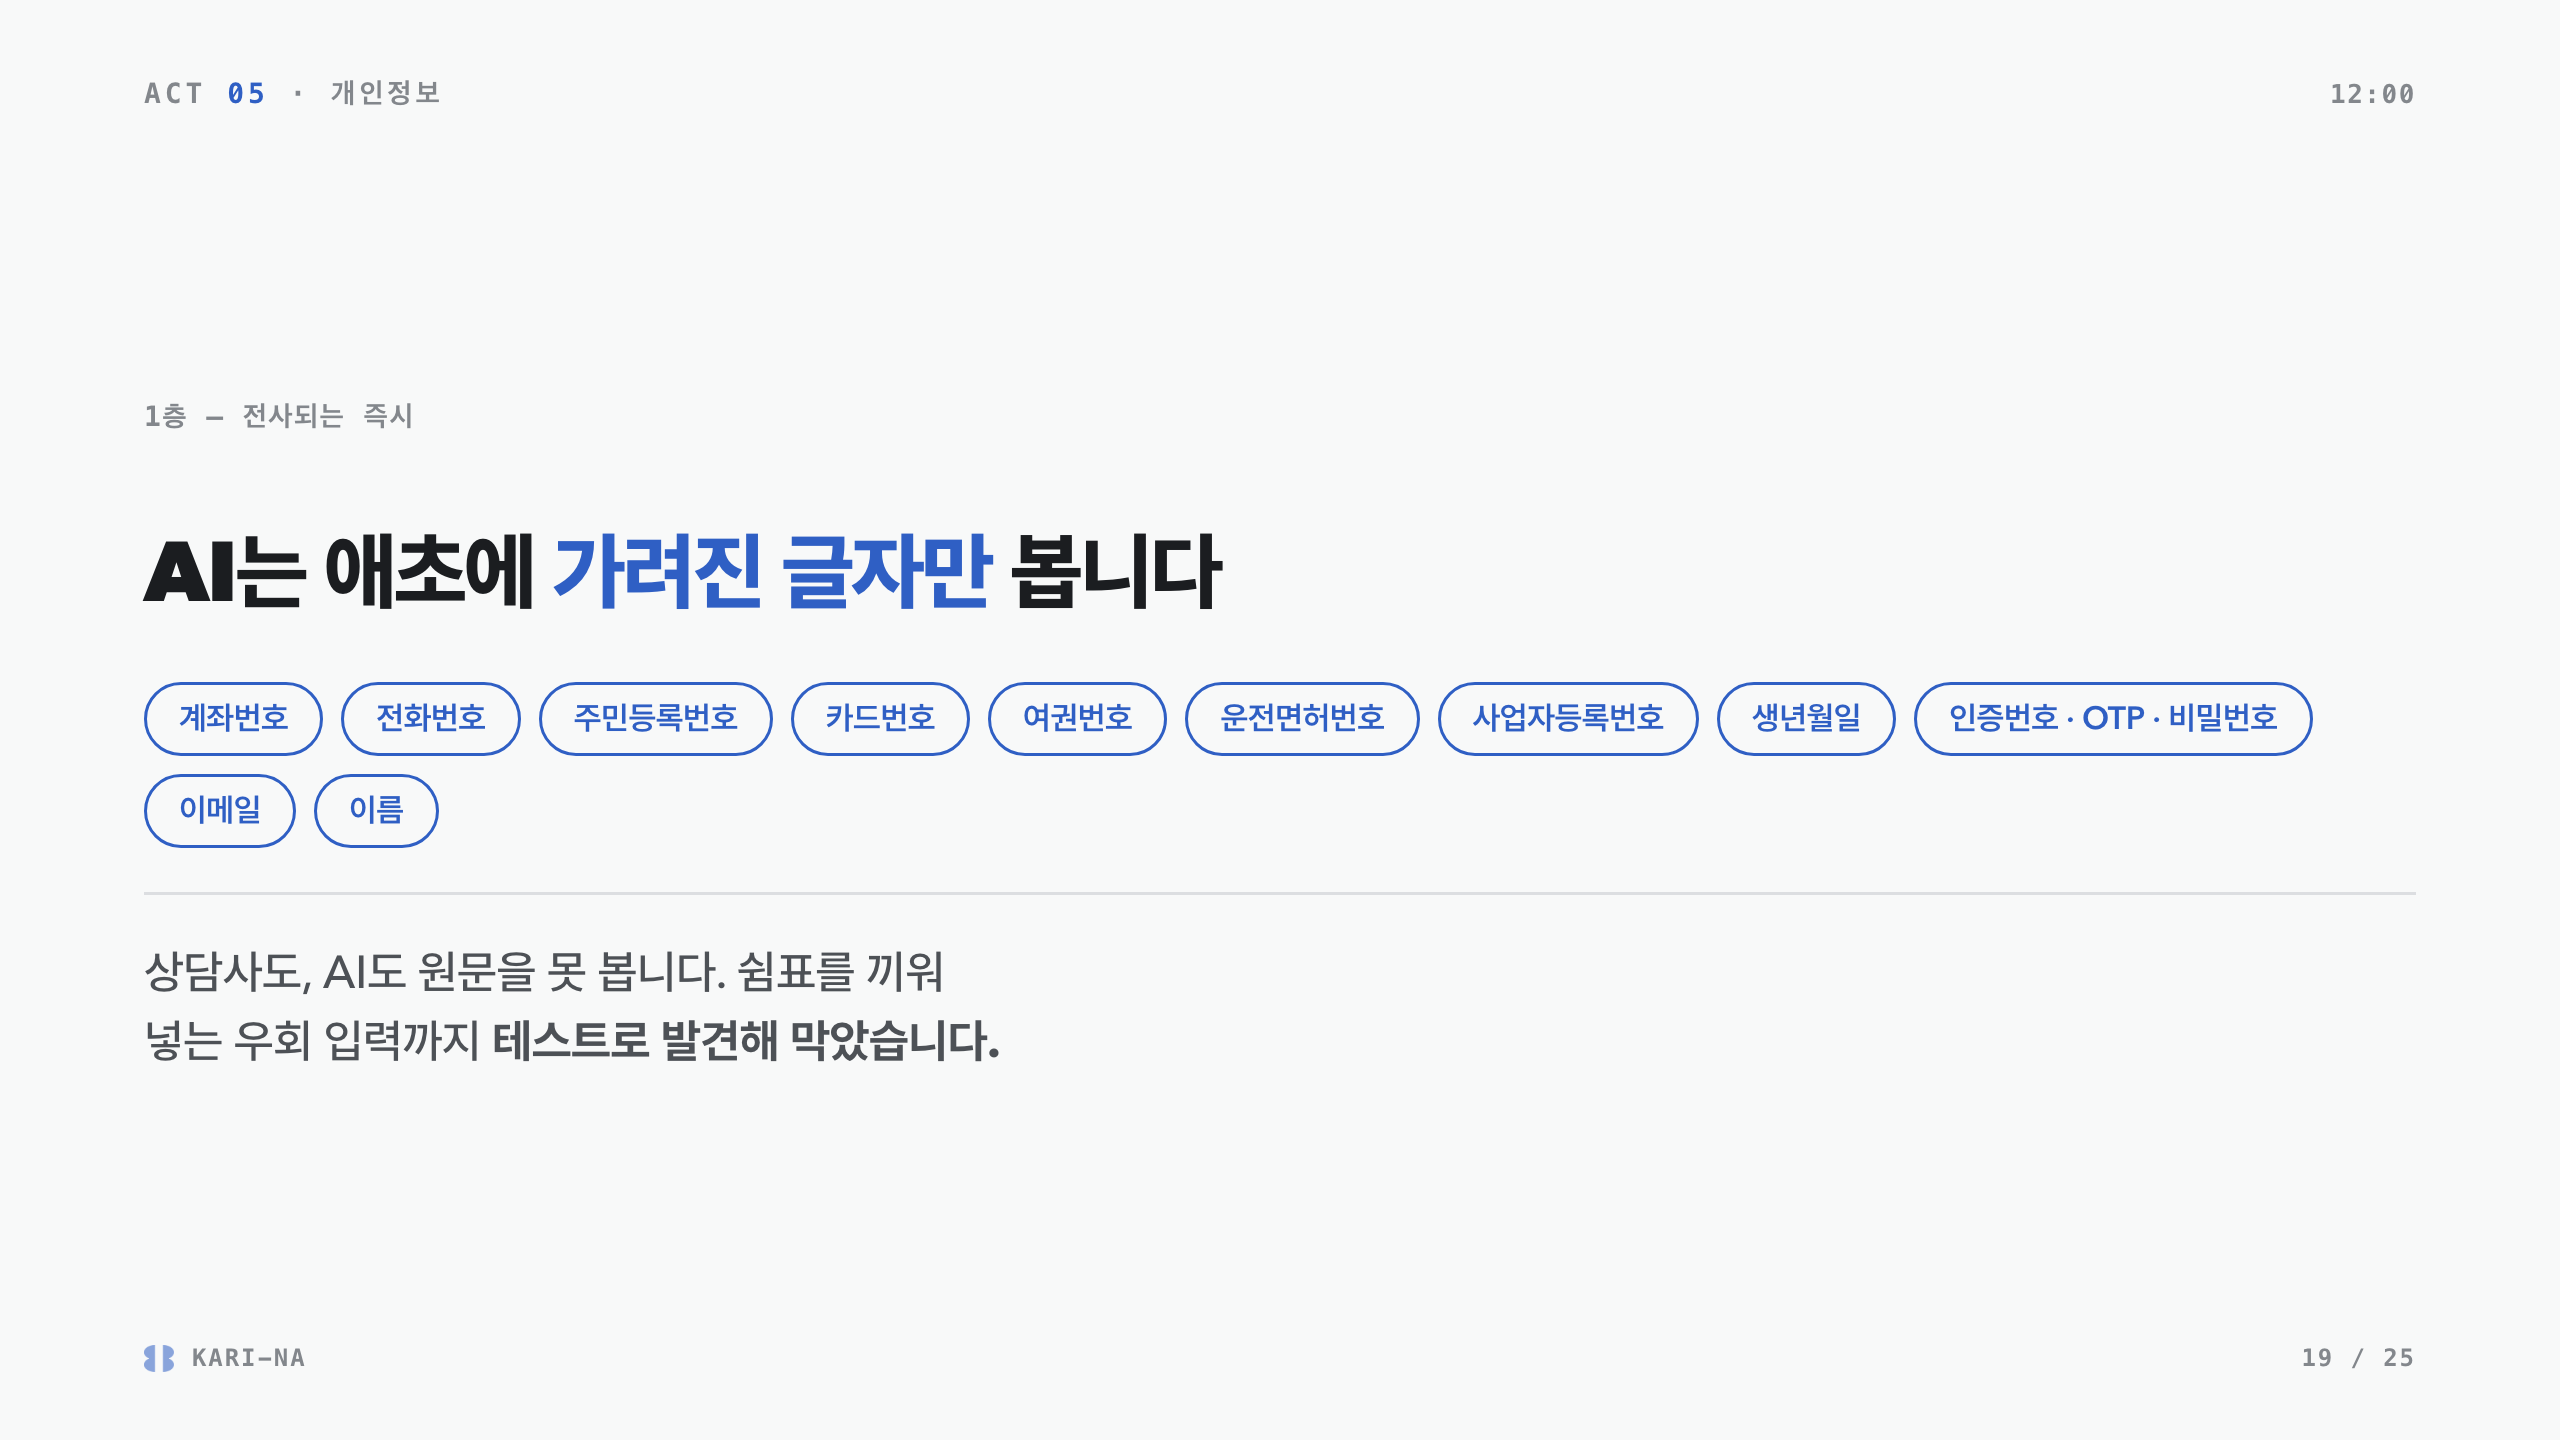 ACT 05 · 개인정보
12:00
1층 — 전사되는 즉시
AI는 애초에 가려진 글자만 봅니다
계좌번호 전화번호 주민등록번호 카드번호 여권번호 운전면허번호 사업자등록번호 생년월일 인증번호 · OTP · 비밀번호
이메일 이름
상담사도, AI도 원문을 못 봅니다. 쉼표를 끼워
넣는 우회 입력까지 테스트로 발견해 막았습니다.
KARI–NA
19 / 25